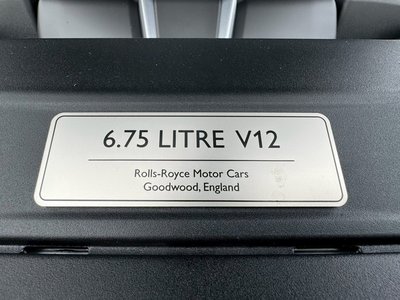 6.75 LITRE V12
Rolls-Royce Motor Cars
Goodwood, England